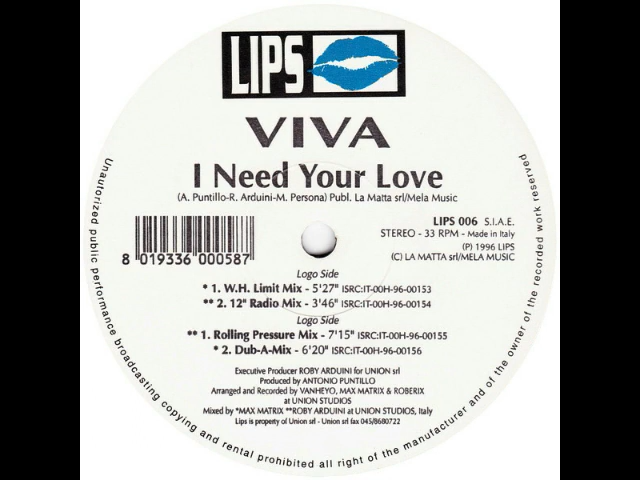 LIPS
VIVA
I Need Your Love
(A. Puntillo-R. Arduini-M. Persona) Publ. La Matta srl/Mela Music
LIPS 006 S.I.A.E.
STEREO - 33 RPM - Made in Italy
(P) 1996 LIPS
(C) LA MATTA srl/MELA MUSIC
8 019336 000587
Logo Side
* 1. W.H. Limit Mix - 5'27" ISRC:IT-00H-96-00153
** 2. 12" Radio Mix - 3'46" ISRC:IT-00H-96-00154
Logo Side
** 1. Rolling Pressure Mix - 7'15" ISRC:IT-00H-96-00155
* 2. Dub-A-Mix - 6'20" ISRC:IT-00H-96-00156
Executive Producer ROBY ARDUINI for UNION srl
Produced by ANTONIO PUNTILLO
Arranged and Recorded by VANHEYO, MAX MATRIX & ROBERIX
at UNION STUDIOS
Mixed by *MAX MATRIX **ROBY ARDUINI at UNION STUDIOS, Italy
Lips is property of Union srl - Union srl fax 045/8680722
Unautorized public performance broadcasting copying and rental prohibited all right of the manufacturer and of the owner of the recorded work reserved